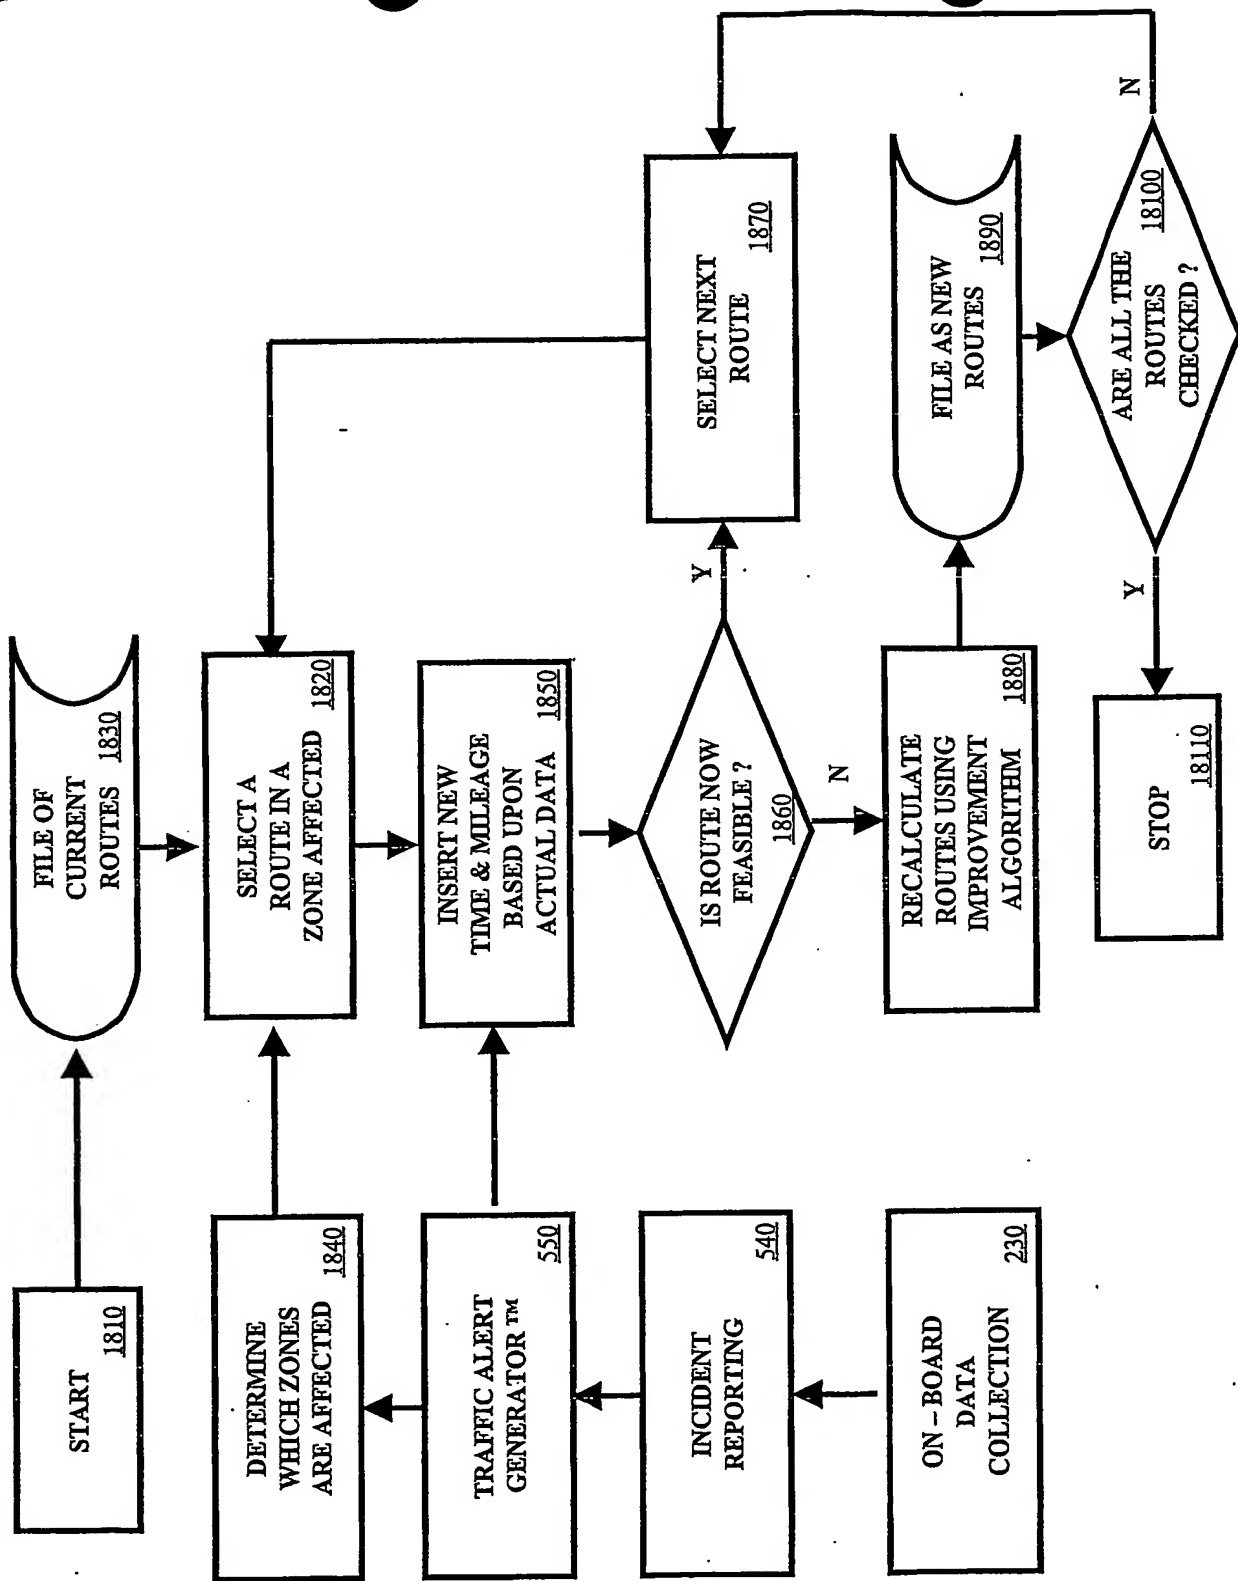 START
1810
FILE OF
CURRENT
ROUTES 1830
DETERMINE
WHICH ZONES
ARE AFFECTED
1840
SELECT A
ROUTE IN A
ZONE AFFECTED
1820
TRAFFIC ALERT
GENERATOR™
550
INSERT NEW
TIME & MILEAGE
BASED UPON
ACTUAL DATA
1850
INCIDENT
REPORTING
540
IS ROUTE NOW
FEASIBLE ?
1860
Y
N
SELECT NEXT
ROUTE
1870
ON – BOARD
DATA
COLLECTION
230
RECALCULATE
ROUTES USING
IMPROVEMENT
ALGORITHM
1880
FILE AS NEW
ROUTES
1890
STOP
18110
Y
ARE ALL THE
ROUTES
CHECKED ?
18100
N